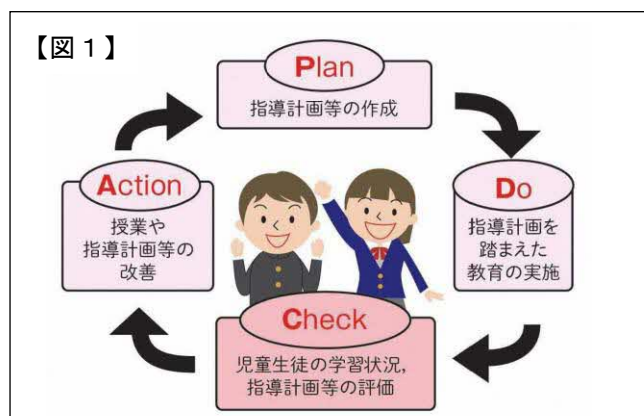 【図1】
Plan
指導計画等の作成
Action
授業や
指導計画等の
改善
Do
指導計画を
踏まえた
教育の実施
Check
児童生徒の学習状況,
指導計画等の評価